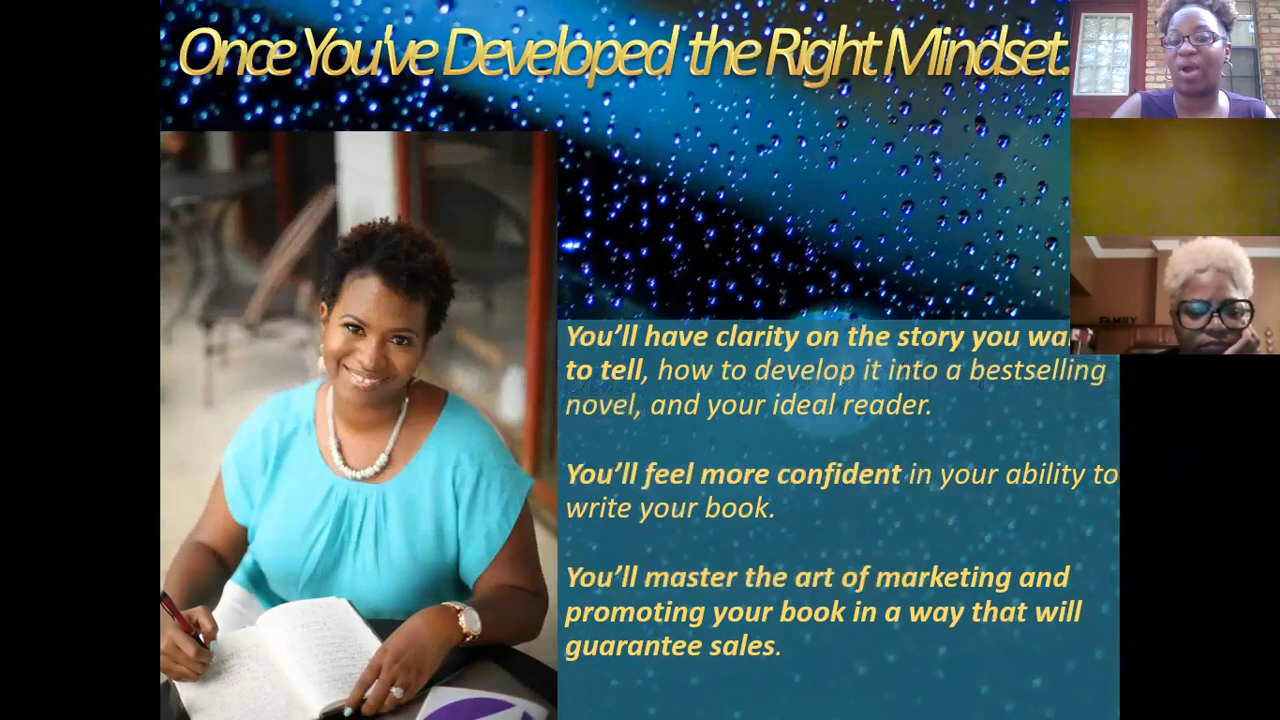 Once You've Developed the Right Mindset.
You'll have clarity on the story you
to tell, how to develop it into a bestselling
novel, and your ideal reader.
You'll feel more confident in your ability to
write your book.
You'll master the art of marketing and
promoting your book in a way that will
guarantee sales.
FAMILY